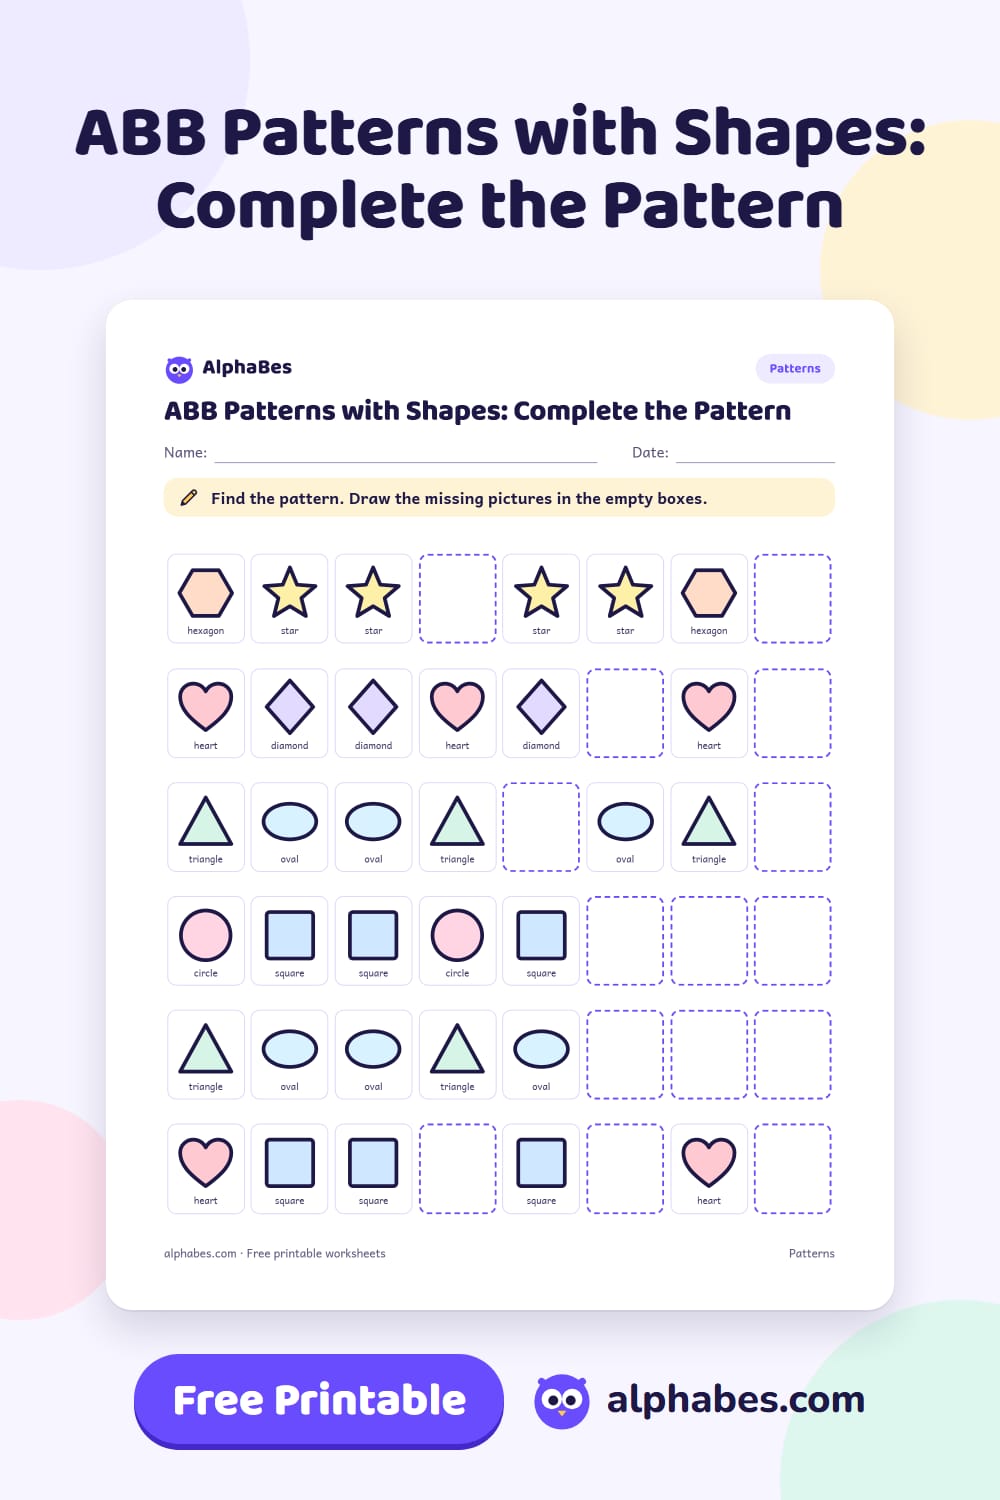 ABB Patterns with Shapes:
Complete the Pattern
AlphaBes
Patterns
ABB Patterns with Shapes: Complete the Pattern
Name:
Date:
Find the pattern. Draw the missing pictures in the empty boxes.
hexagon star star star star hexagon
heart diamond diamond heart diamond heart
triangle oval oval triangle oval triangle
circle square square circle square
triangle oval oval triangle oval
heart square square square heart
alphabes.com · Free printable worksheets
Patterns
Free Printable
alphabes.com